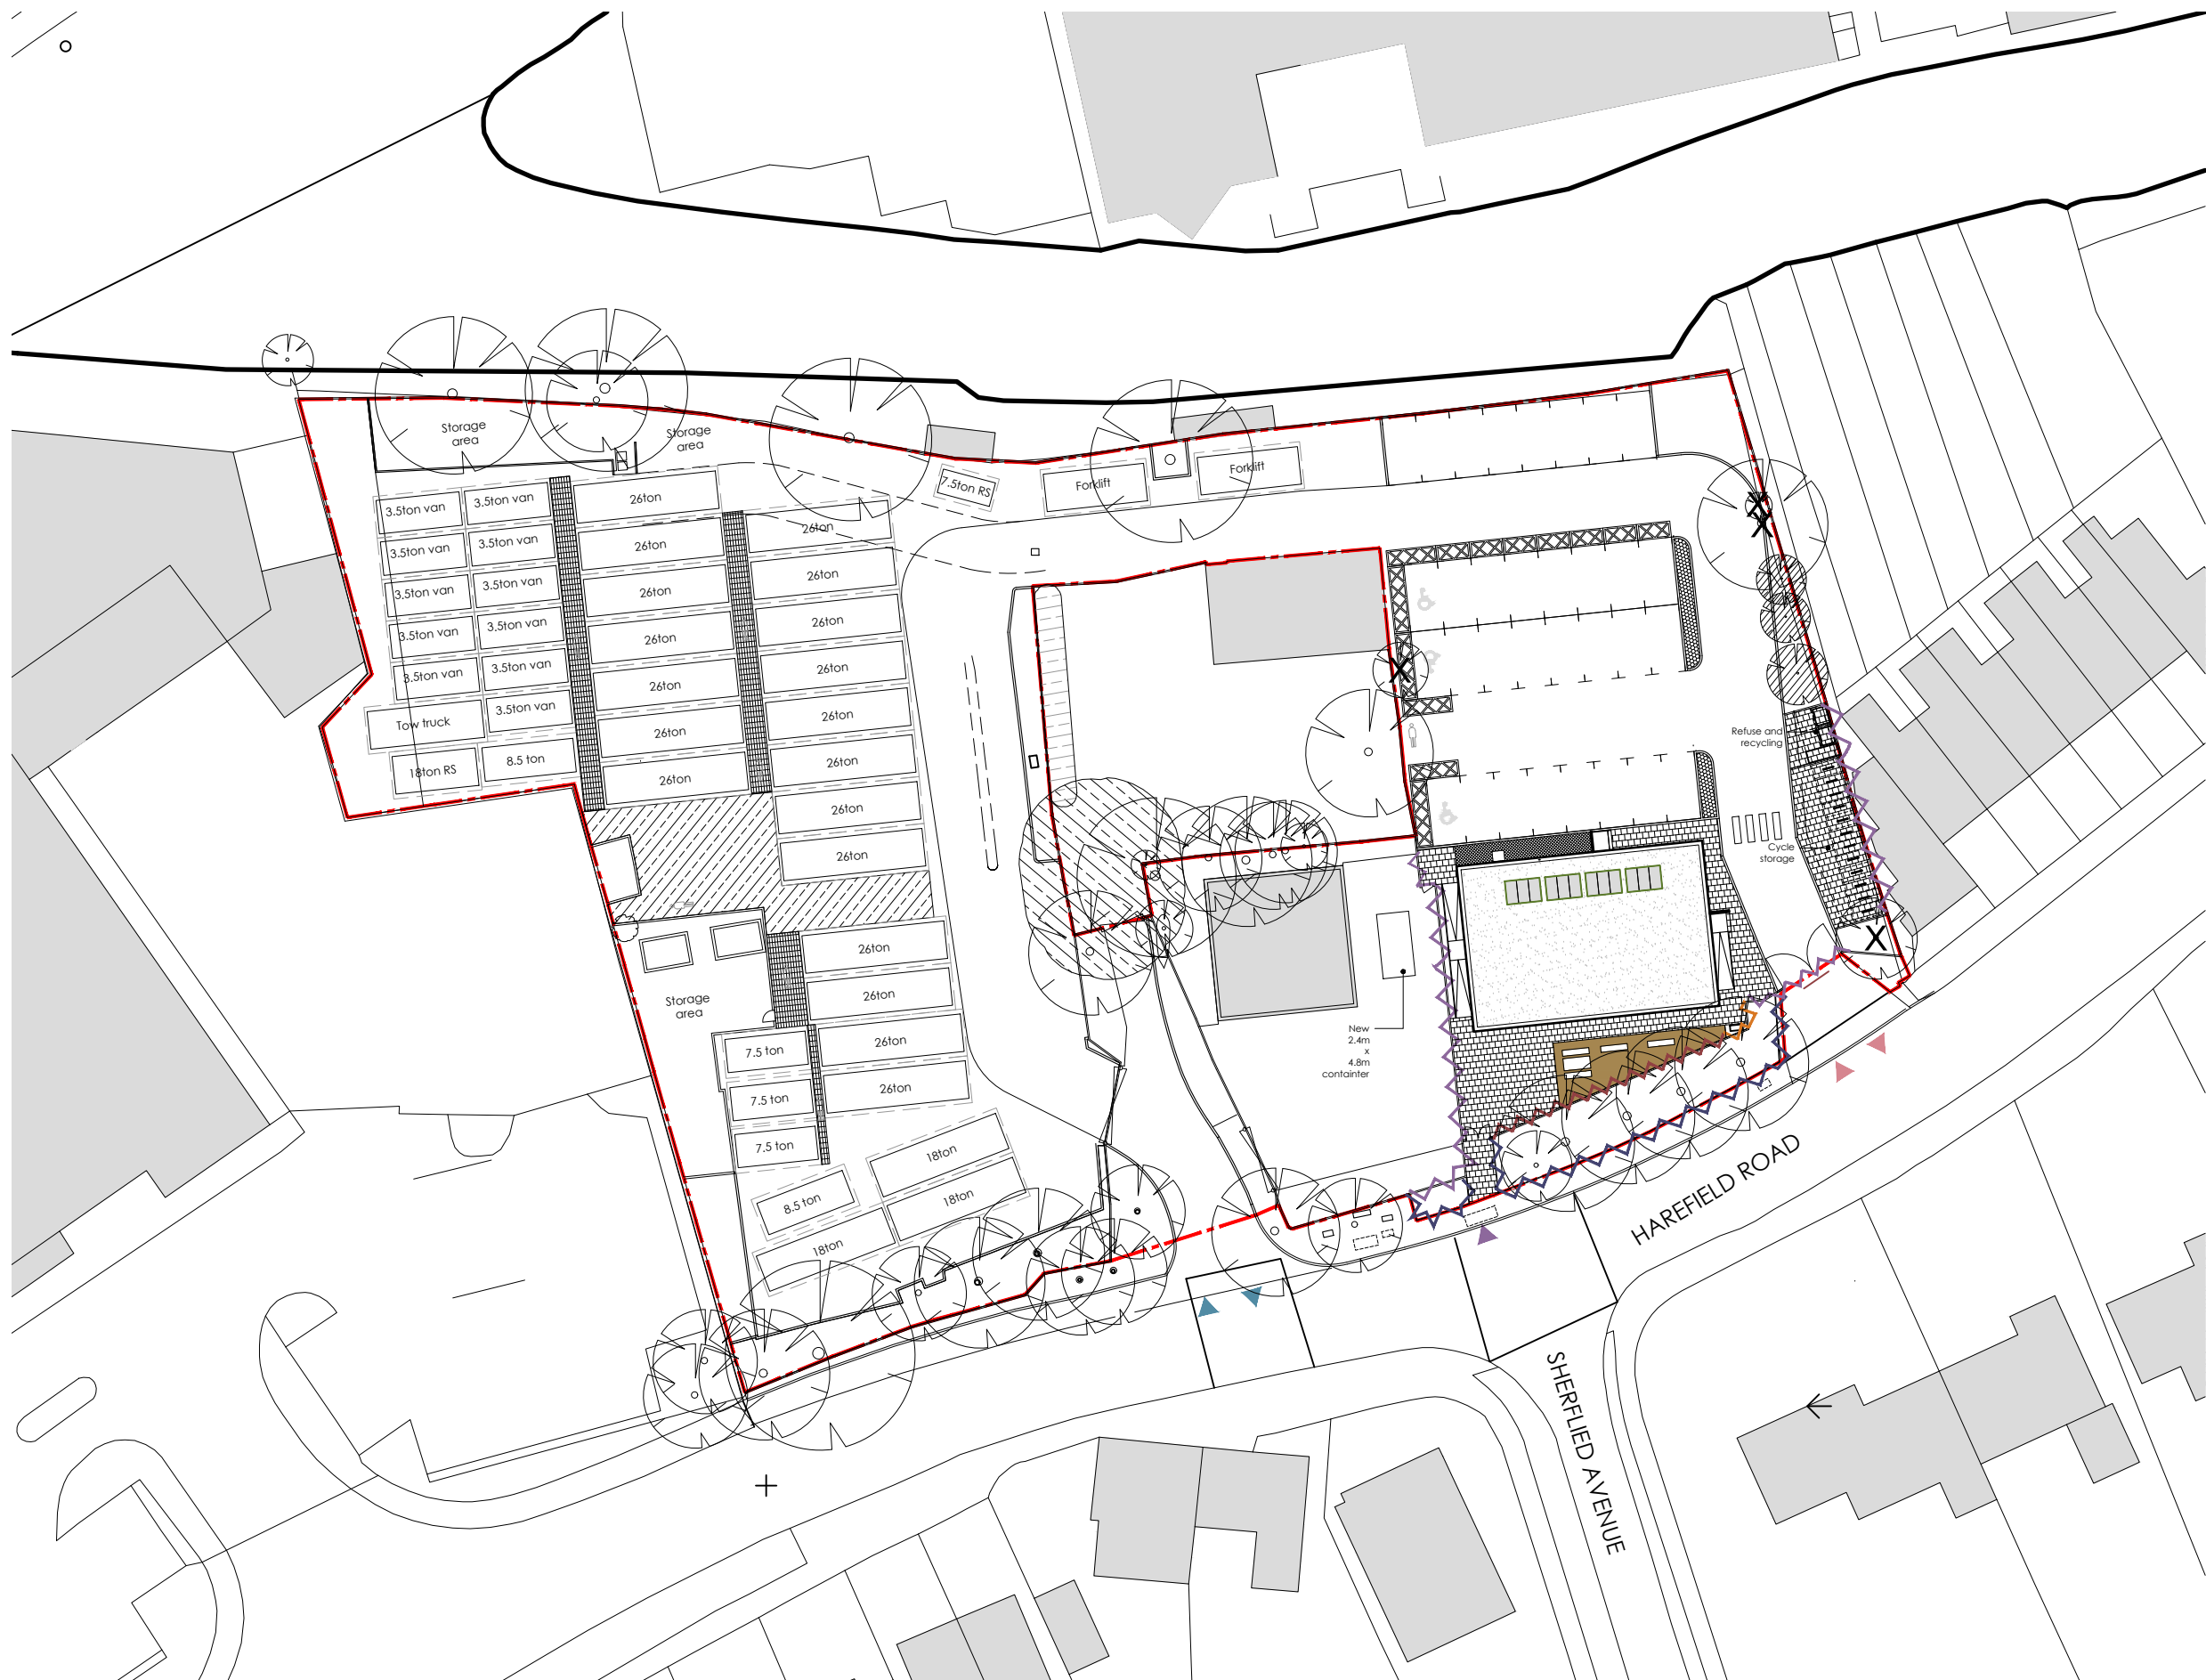 Storage
area
Storage
area
7.5ton RS
Forklift
Forklift
3.5ton van
3.5ton van
26ton
26ton
3.5ton van
3.5ton van
26ton
26ton
3.5ton van
3.5ton van
26ton
26ton
3.5ton van
3.5ton van
26ton
26ton
3.5ton van
3.5ton van
26ton
26ton
Tow truck
3.5ton van
26ton
26ton
18ton RS
8.5 ton
26ton
26ton
26ton
Refuse and
recycling
Cycle
storage
26ton
Storage
area
26ton
7.5 ton
26ton
7.5 ton
26ton
7.5 ton
18ton
8.5 ton
18ton
18ton
New
2.4m
x
4.8m
containter
HAREFIELD ROAD
SHERFLIED AVENUE
X
X
X
X